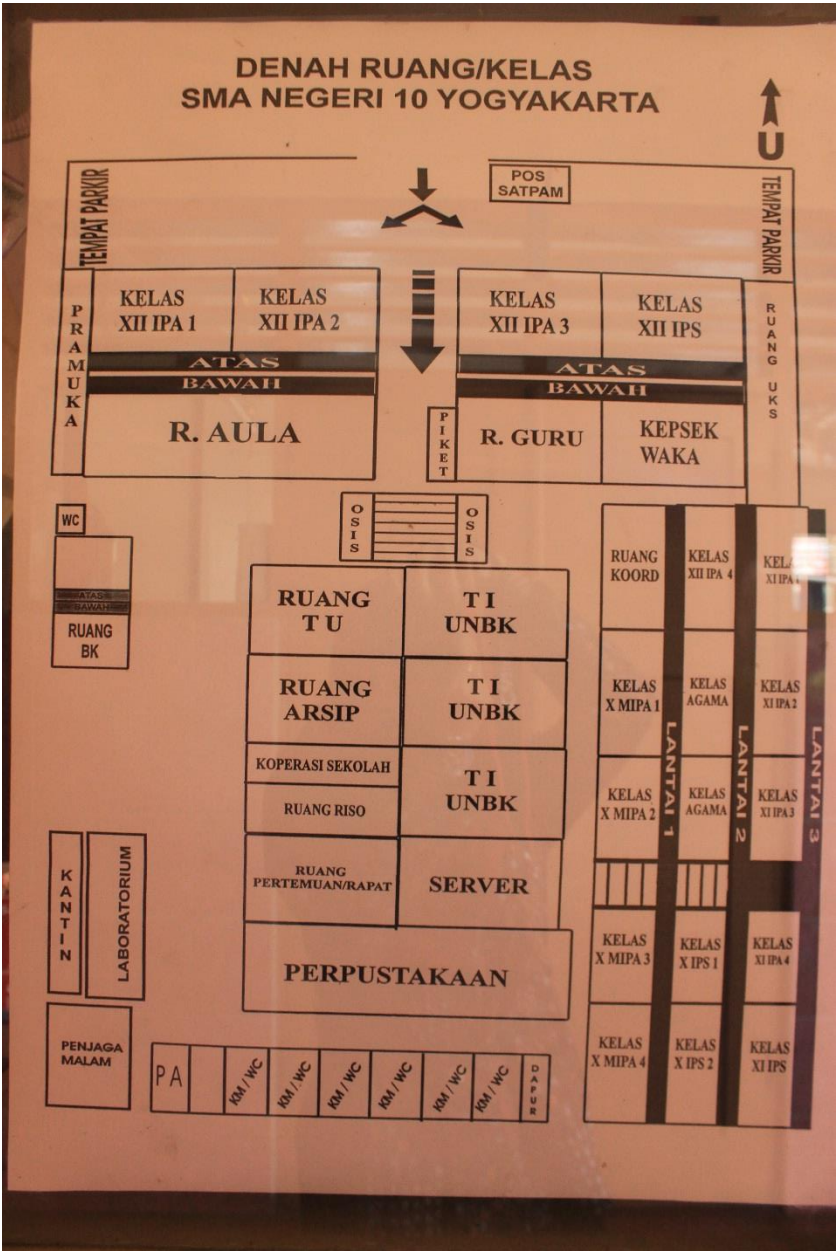 DENAH RUANG/KELAS
SMA NEGERI 10 YOGYAKARTA
U
TEMPAT PARKIR
POS
SATPAM
TEMPAT PARKIR
PRAMUKA
KELAS
XII IPA 1
KELAS
XII IPA 2
ATAS
BAWAH
R. AULA
KELAS
XII IPA 3
KELAS
XII IPS
ATAS
BAWAH
PIKET
R. GURU
KEPSEK
WAKA
RUANG UKS
WC
ATAS
BAWAH
RUANG
BK
OSIS
OSIS
RUANG
T U
T I
UNBK
RUANG
ARSIP
T I
UNBK
KOPERASI SEKOLAH
RUANG RISO
T I
UNBK
RUANG
PERTEMUAN/RAPAT
SERVER
PERPUSTAKAAN
RUANG
KOORD
KELAS
XII IPA 4
KELAS
XI IPA
KELAS
X MIPA 1
KELAS
AGAMA
KELAS
XI IPA 2
KELAS
X MIPA 2
KELAS
AGAMA
KELAS
XI IPA 3
LANTAI 1
LANTAI 2
LANTAI 3
KELAS
X MIPA 3
KELAS
X IPS 1
KELAS
XI IPA 4
KELAS
X MIPA 4
KELAS
X IPS 2
KELAS
XI IPS
KANTIN
LABORATORIUM
PENJAGA
MALAM
PA
KM / WC
KM / WC
KM / WC
KM / WC
KM / WC
KM / WC
DAPUR